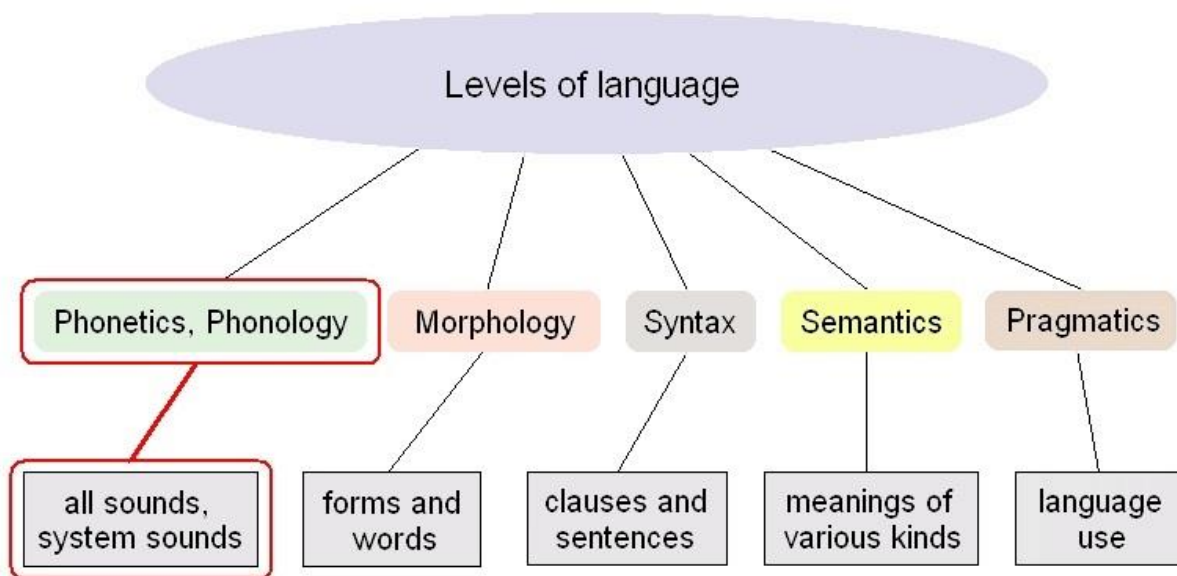 Levels of language
Phonetics, Phonology
Morphology
Syntax
Semantics
Pragmatics
all sounds,
system sounds
forms and
words
clauses and
sentences
meanings of
various kinds
language
use